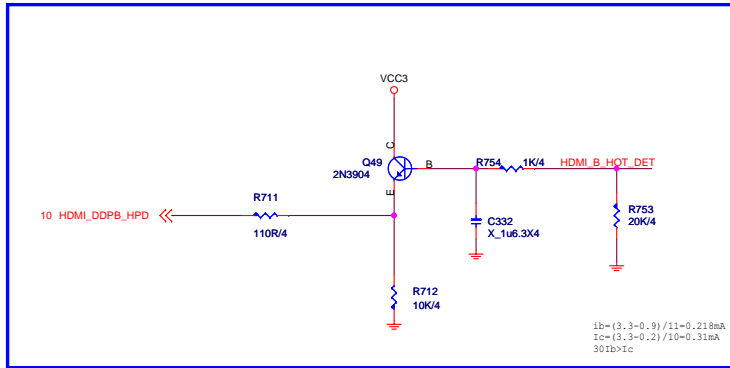 VCC3
C
Q49
2N3904
B
R754
1K/4
HDMI_B_HOT_DET
E
R711
10 HDMI_DDPB_HPD
110R/4
C332
X_1u6.3X4
R753
20K/4
R712
10K/4
ib=(3.3-0.9)/11=0.218mA
Ic=(3.3-0.2)/10=0.31mA
30Ib>Ic